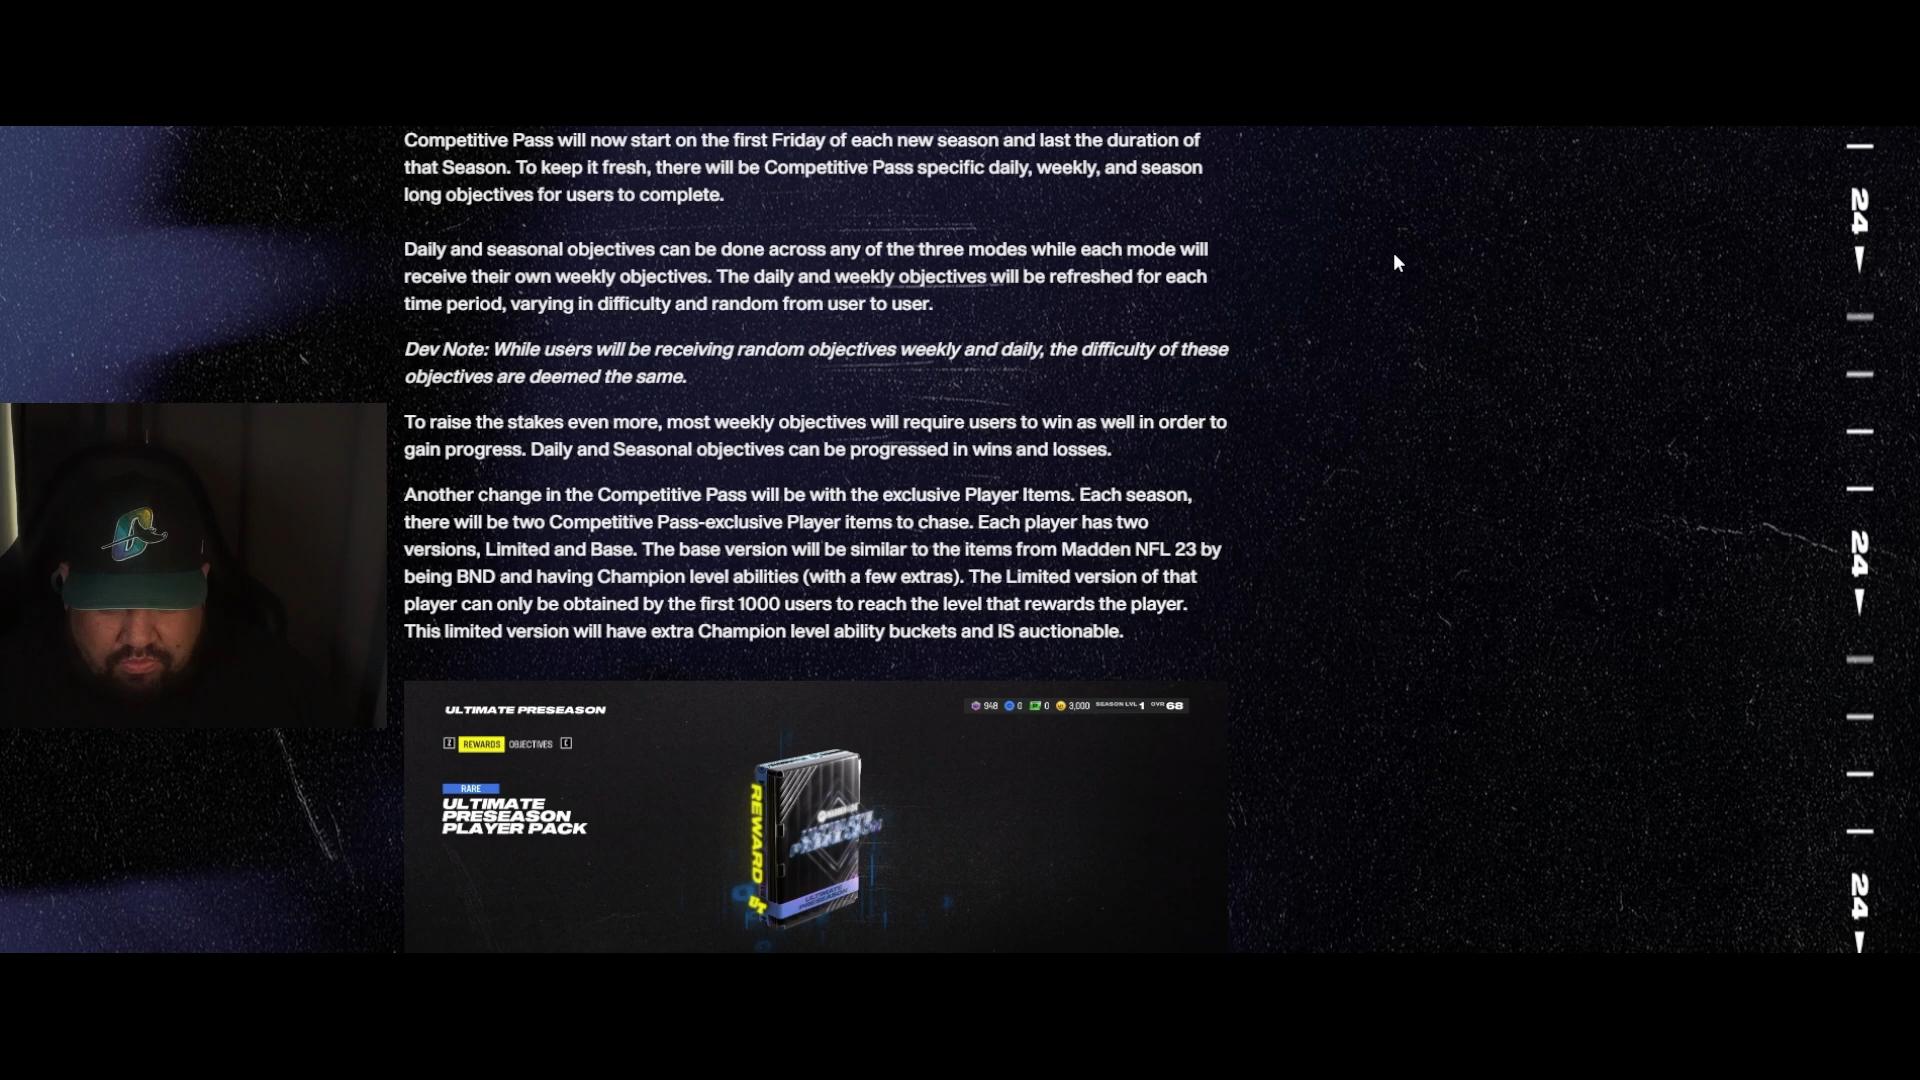 Competitive Pass will now start on the first Friday of each new season and last the duration of
that Season. To keep it fresh, there will be Competitive Pass specific daily, weekly, and season
long objectives for users to complete.
Daily and seasonal objectives can be done across any of the three modes while each mode will
receive their own weekly objectives. The daily and weekly objectives will be refreshed for each
time period, varying in difficulty and random from user to user.
Dev Note: While users will be receiving random objectives weekly and daily, the difficulty of these
objectives are deemed the same.
To raise the stakes even more, most weekly objectives will require users to win as well in order to
gain progress. Daily and Seasonal objectives can be progressed in wins and losses.
Another change in the Competitive Pass will be with the exclusive Player Items. Each season,
there will be two Competitive Pass-exclusive Player items to chase. Each player has two
versions, Limited and Base. The base version will be similar to the items from Madden NFL 23 by
being BND and having Champion level abilities (with a few extras). The Limited version of that
player can only be obtained by the first 1000 users to reach the level that rewards the player.
This limited version will have extra Champion level ability buckets and IS auctionable.
ULTIMATE PRESEASON
948 0 0 3,000 SEASON LVL 1 OVR 68
Z REWARDS OBJECTIVES C
RARE
ULTIMATE
PRESEASON
PLAYER PACK
REWARD
UT
ULTIMATE
PRESEASON
24
24
24